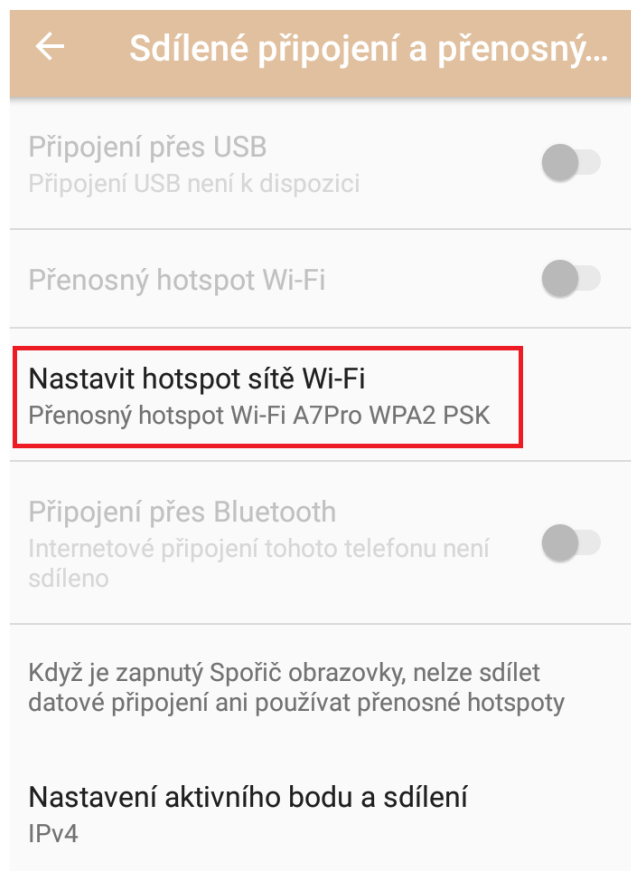 Sdílené připojení a přenosný...
Připojení přes USB
Připojení USB není k dispozici
Přenosný hotspot Wi-Fi
Nastavit hotspot sítě Wi-Fi
Přenosný hotspot Wi-Fi A7Pro WPA2 PSK
Připojení přes Bluetooth
Internetové připojení tohoto telefonu není
sdíleno
Když je zapnutý Spořič obrazovky, nelze sdílet
datové připojení ani používat přenosné hotspoty
Nastavení aktivního bodu a sdílení
IPv4